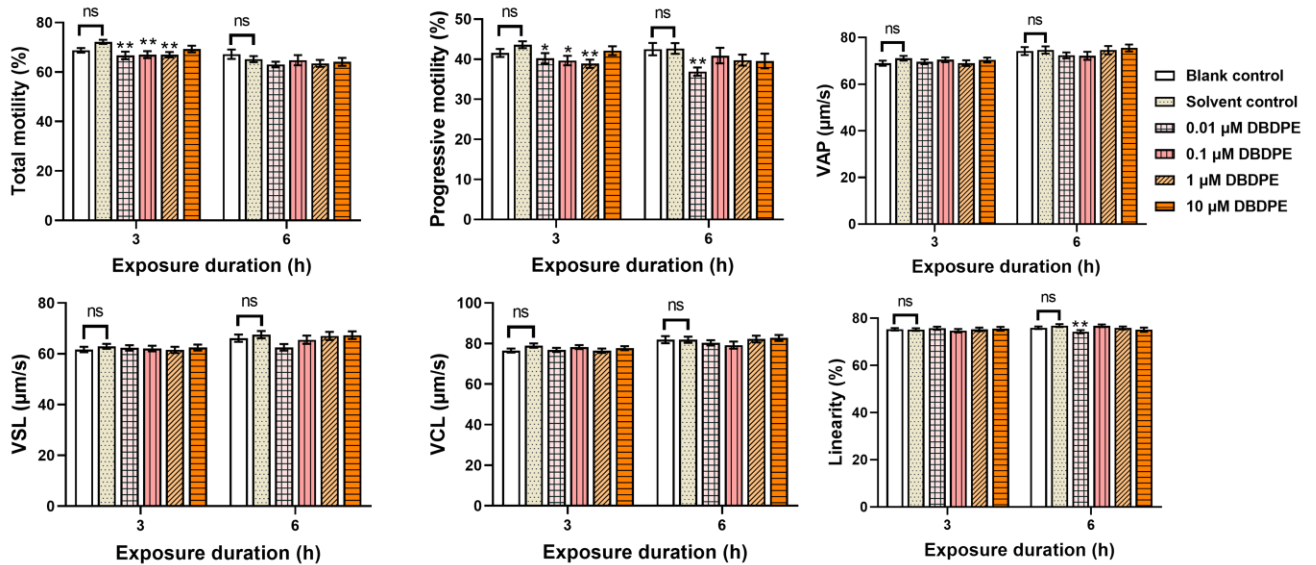 Total motility (%)
80
60
40
20
0
ns
** ** **
ns
3
6
Exposure duration (h)
Progressive motility (%)
50
40
30
20
10
0
ns
* * **
ns
**
3
6
Exposure duration (h)
VAP (μm/s)
80
60
40
20
0
ns
ns
3
6
Exposure duration (h)
Blank control
Solvent control
0.01 μM DBDPE
0.1 μM DBDPE
1 μM DBDPE
10 μM DBDPE
VSL (μm/s)
80
60
40
20
0
ns
ns
3
6
Exposure duration (h)
VCL (μm/s)
100
80
60
40
20
0
ns
ns
3
6
Exposure duration (h)
Linearity (%)
80
60
40
20
0
ns
ns
**
3
6
Exposure duration (h)